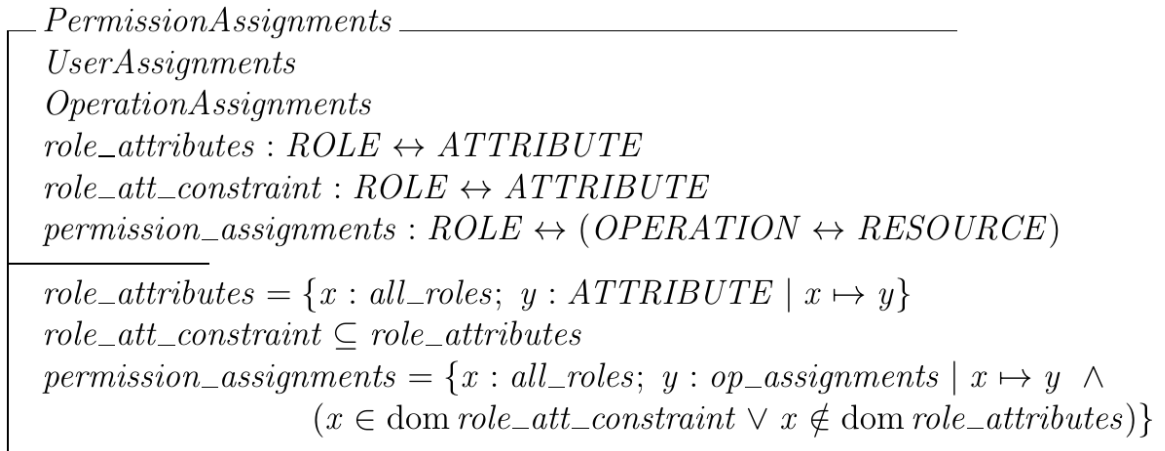 PermissionAssignments
UserAssignments
OperationAssignments
role_attributes : ROLE ↔ ATTRIBUTE
role_att_constraint : ROLE ↔ ATTRIBUTE
permission_assignments : ROLE ↔ (OPERATION ↔ RESOURCE)
role_attributes = {x : all_roles; y : ATTRIBUTE | x ↦ y}
role_att_constraint ⊆ role_attributes
permission_assignments = {x : all_roles; y : op_assignments | x ↦ y ∧
(x ∈ dom role_att_constraint ∨ x ∉ dom role_attributes)}